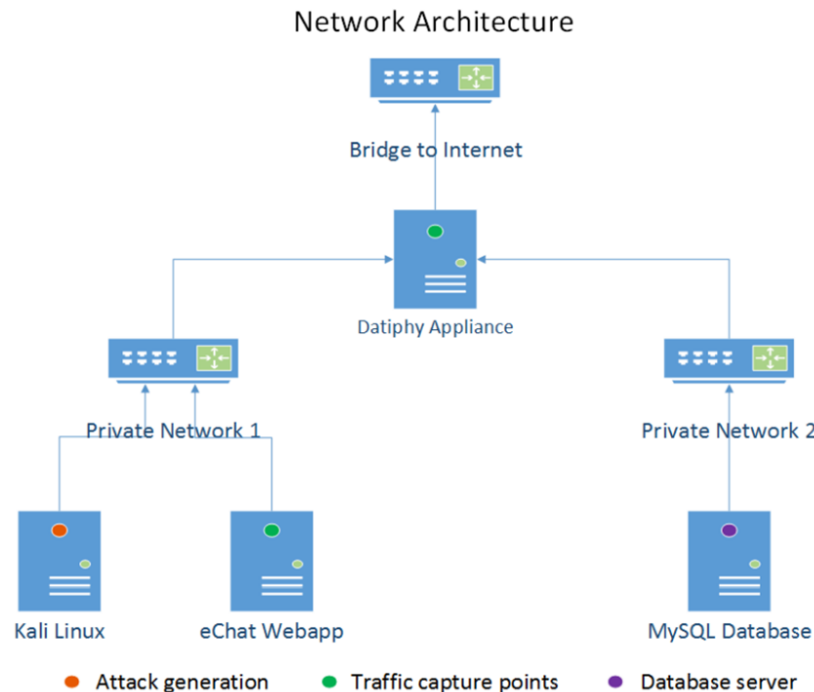 Network Architecture
Bridge to Internet
Datiphy Appliance
Private Network 1
Private Network 2
Kali Linux
eChat Webapp
MySQL Database
Attack generation
Traffic capture points
Database server